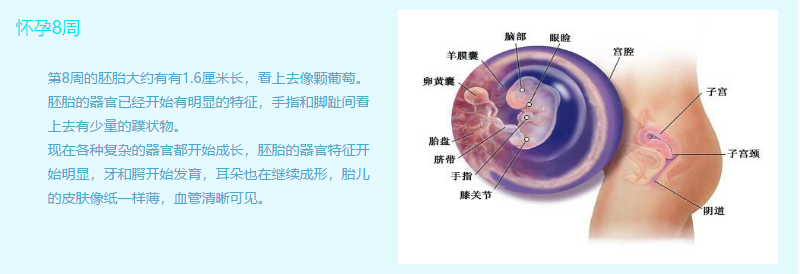 怀孕8周
第8周的胚胎大约有有1.6厘米长，看上去像颗葡萄。
胚胎的器官已经开始有明显的特征，手指和脚趾间看
上去有少量的蹼状物。
现在各种复杂的器官都开始成长，胚胎的器官特征开
始明显，牙和腭开始发育，耳朵也在继续成形，胎儿
的皮肤像纸一样薄，血管清晰可见。
脑部
眼睑
宫腔
羊膜囊
卵黄囊
胎盘
脐带
手指
膝关节
子宫
子宫颈
阴道